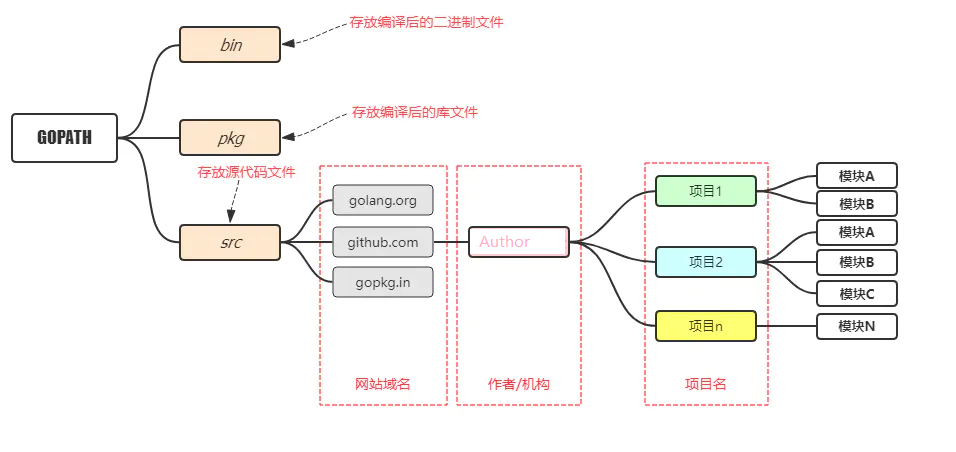 存放编译后的二进制文件
bin
存放编译后的库文件
GOPATH
pkg
存放源代码文件
src
golang.org
github.com
gopkg.in
网站域名
Author
作者/机构
项目1
项目2
项目n
项目名
模块A
模块B
模块A
模块B
模块C
模块N